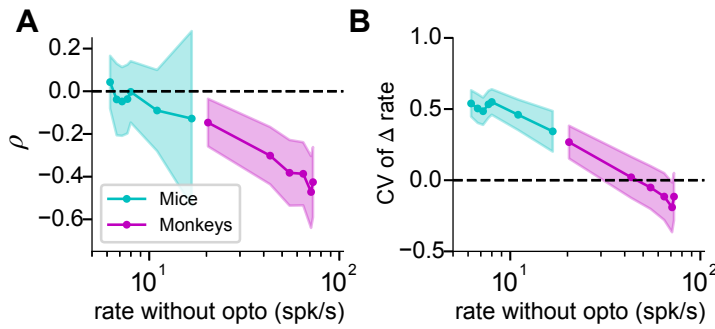 A
ρ
0.2
0.0
−0.2
−0.4
−0.6
Mice
Monkeys
10¹
10²
rate without opto (spk/s)
B
CV of Δ rate
1.0
0.5
0.0
−0.5
10¹
10²
rate without opto (spk/s)